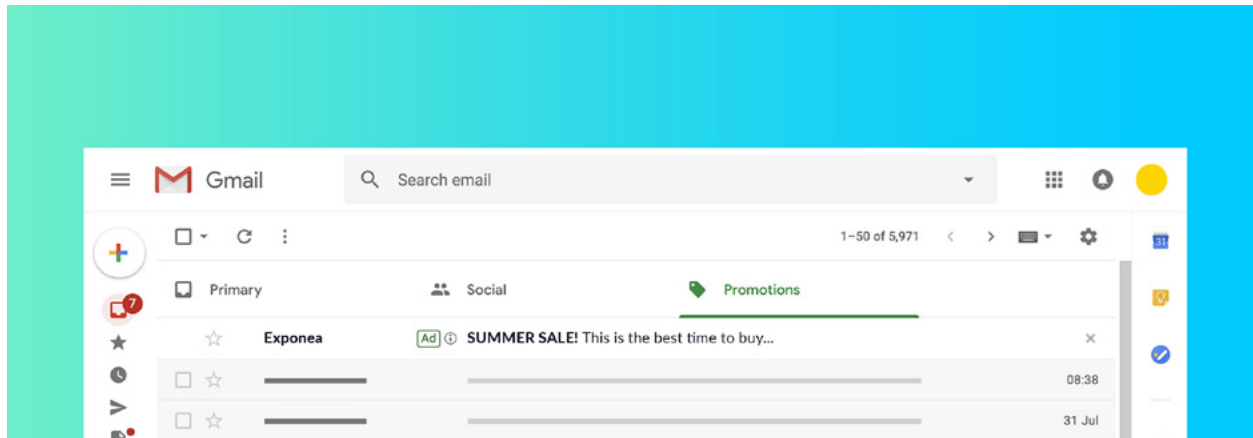 Gmail
Search email
1–50 of 5,971
31
7
Primary
Social
Promotions
Exponea Ad SUMMER SALE! This is the best time to buy...
08:38
31 Jul